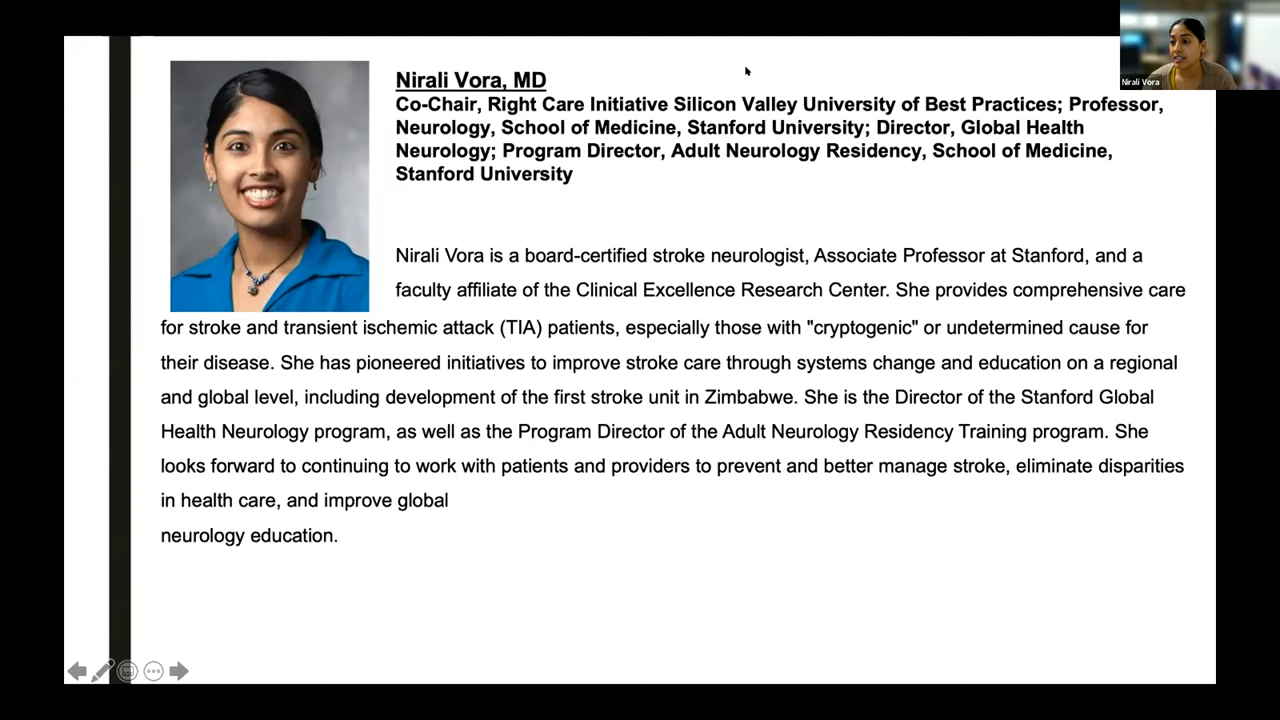 Nirali Vora, MD
Co-Chair, Right Care Initiative Silicon Valley University of Best Practices; Professor,
Neurology, School of Medicine, Stanford University; Director, Global Health
Neurology; Program Director, Adult Neurology Residency, School of Medicine,
Stanford University
Nirali Vora is a board-certified stroke neurologist, Associate Professor at Stanford, and a
faculty affiliate of the Clinical Excellence Research Center. She provides comprehensive care
for stroke and transient ischemic attack (TIA) patients, especially those with "cryptogenic" or undetermined cause for
their disease. She has pioneered initiatives to improve stroke care through systems change and education on a regional
and global level, including development of the first stroke unit in Zimbabwe. She is the Director of the Stanford Global
Health Neurology program, as well as the Program Director of the Adult Neurology Residency Training program. She
looks forward to continuing to work with patients and providers to prevent and better manage stroke, eliminate disparities
in health care, and improve global
neurology education.
Nirali Vora